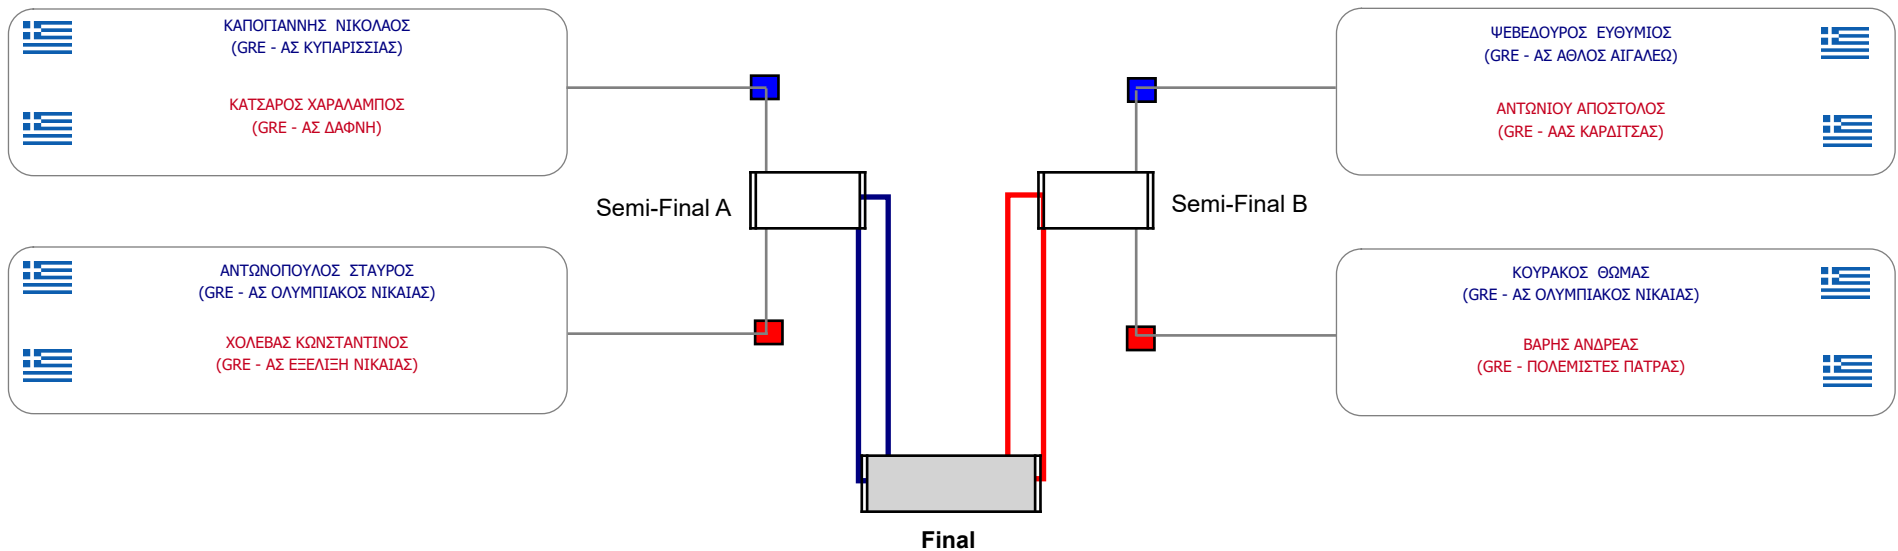 ΚΑΠΟΓΙΑΝΝΗΣ  ΝΙΚΟΛΑΟΣ
(GRE - ΑΣ ΚΥΠΑΡΙΣΣΙΑΣ)
ΚΑΤΣΑΡΟΣ ΧΑΡΑΛΑΜΠΟΣ
(GRE - ΑΣ ΔΑΦΝΗ)
ΨΕΒΕΔΟΥΡΟΣ  ΕΥΘΥΜΙΟΣ
(GRE - ΑΣ ΑΘΛΟΣ ΑΙΓΑΛΕΩ)
ΑΝΤΩΝΙΟΥ ΑΠΟΣΤΟΛΟΣ
(GRE - ΑΑΣ ΚΑΡΔΙΤΣΑΣ)
Semi-Final A
Semi-Final B
ΑΝΤΩΝΟΠΟΥΛΟΣ  ΣΤΑΥΡΟΣ
(GRE - ΑΣ ΟΛΥΜΠΙΑΚΟΣ ΝΙΚΑΙΑΣ)
ΧΟΛΕΒΑΣ ΚΩΝΣΤΑΝΤΙΝΟΣ
(GRE - ΑΣ ΕΞΕΛΙΞΗ ΝΙΚΑΙΑΣ)
ΚΟΥΡΑΚΟΣ  ΘΩΜΑΣ
(GRE - ΑΣ ΟΛΥΜΠΙΑΚΟΣ ΝΙΚΑΙΑΣ)
ΒΑΡΗΣ ΑΝΔΡΕΑΣ
(GRE - ΠΟΛΕΜΙΣΤΕΣ ΠΑΤΡΑΣ)
Final